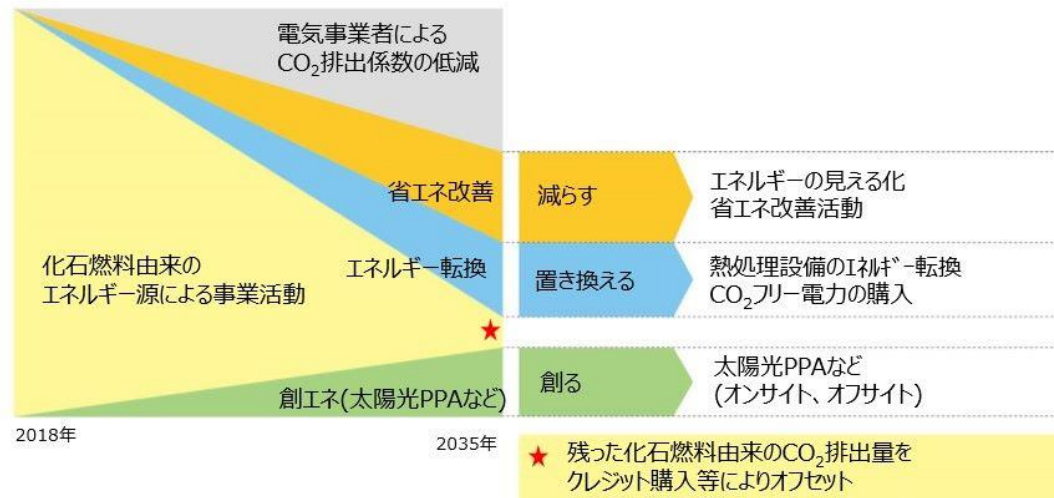 電気事業者による
CO₂排出係数の低減
省エネ改善
減らす
エネルギーの見える化
省エネ改善活動
化石燃料由来の
エネルギー源による事業活動
エネルギー転換
置き換える
熱処理設備のｴﾈﾙｷﾞｰ転換
CO₂フリー電力の購入
★
創エネ(太陽光PPAなど)
創る
太陽光PPAなど
(オンサイト、オフサイト)
2018年
2035年
★ 残った化石燃料由来のCO₂排出量を
クレジット購入等によりオフセット